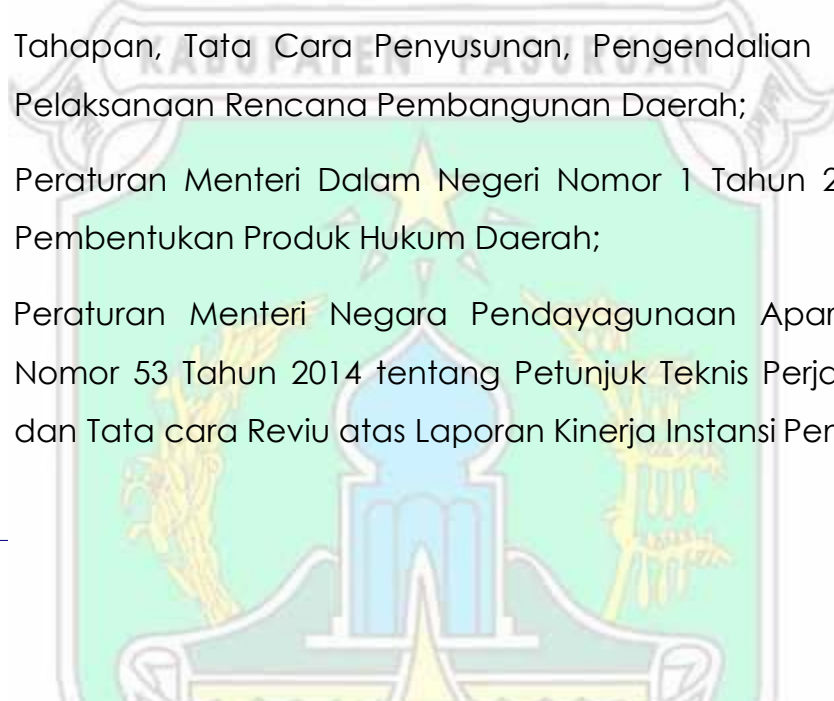 KABUPATEN PASURUAN
Tahapan, Tata Cara Penyusunan, Pengendalian
Pelaksanaan Rencana Pembangunan Daerah;
Peraturan Menteri Dalam Negeri Nomor 1 Tahun
Pembentukan Produk Hukum Daerah;
Peraturan Menteri Negara Pendayagunaan
Nomor 53 Tahun 2014 tentang Petunjuk Teknis
dan Tata cara Reviu atas Laporan Kinerja Instansi